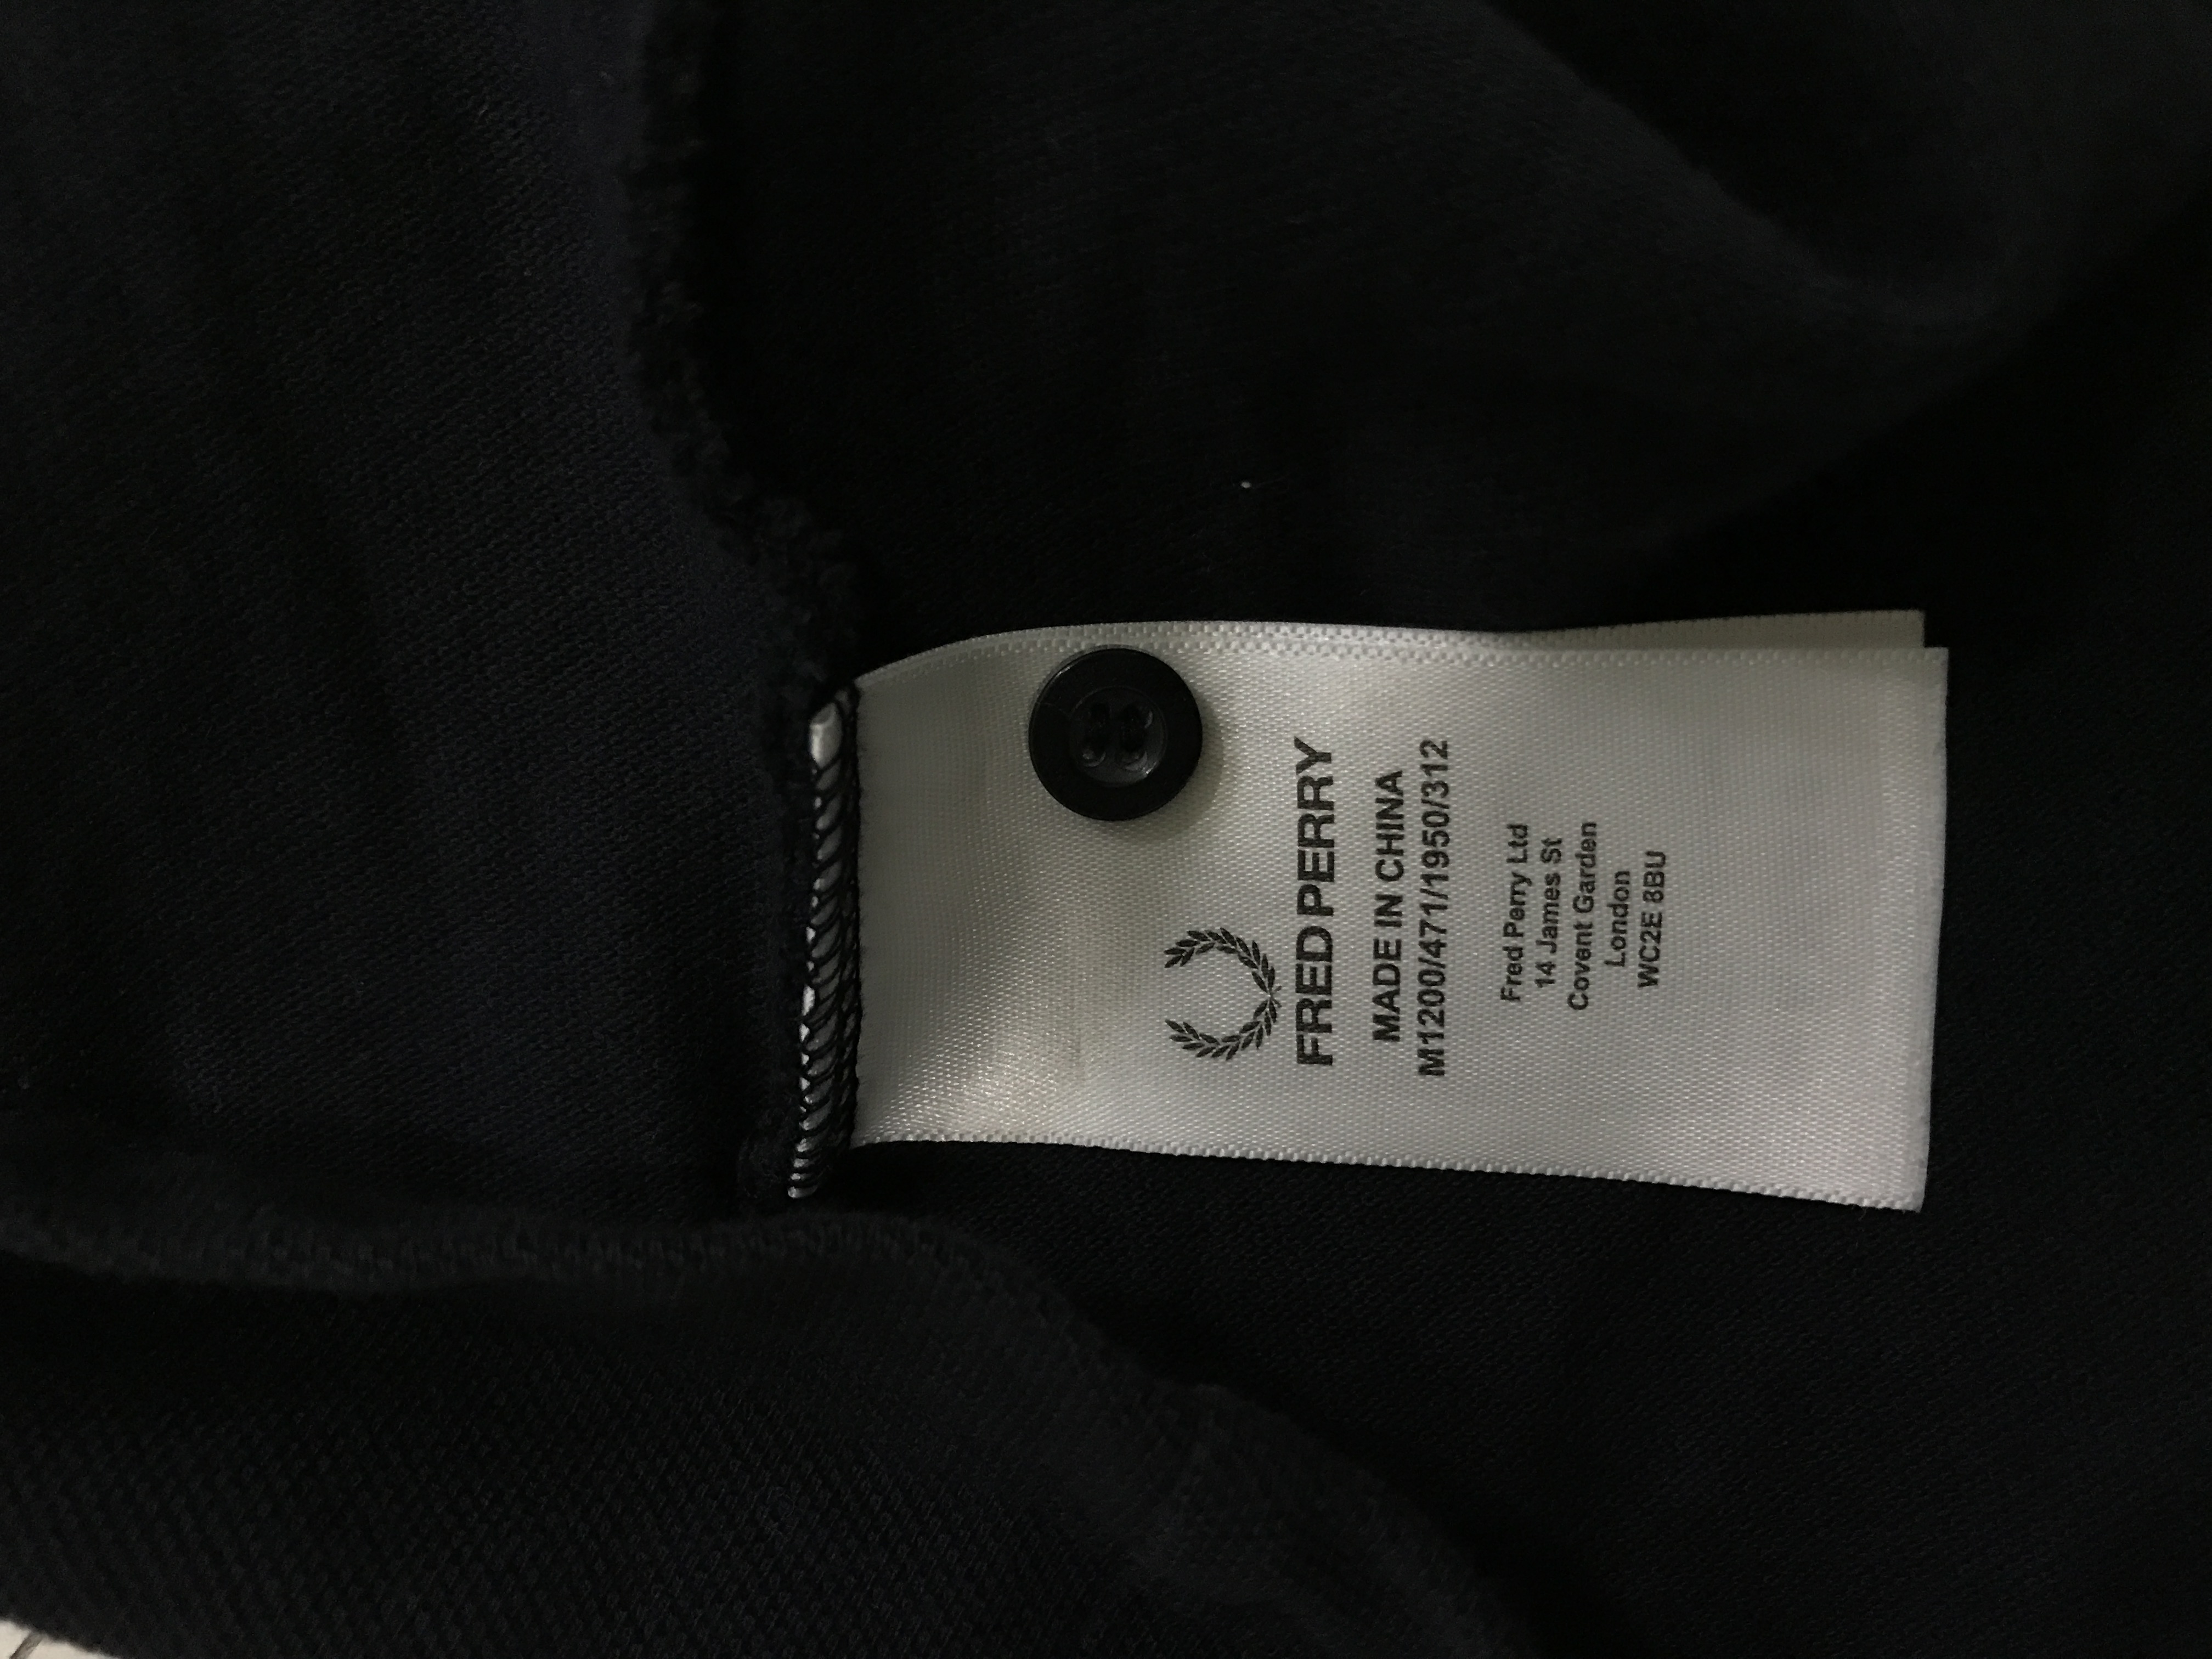 FRED PERRY
MADE IN CHINA
M1200/471/1950/312
Fred Perry Ltd
14 James St
Covent Garden
London
WC2E 8BU